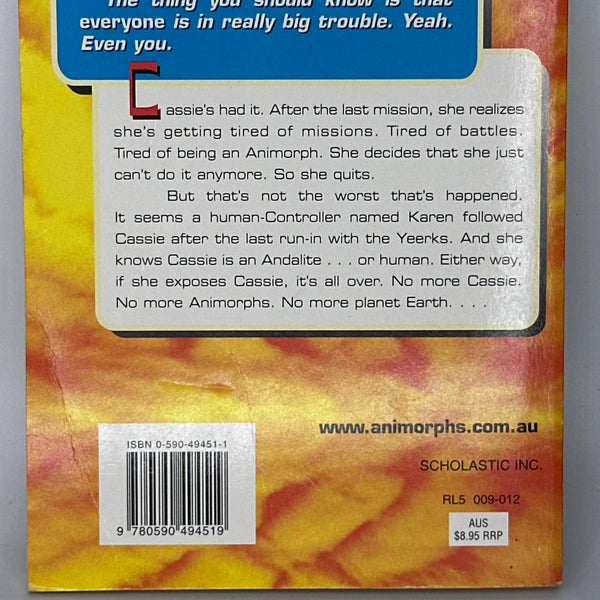 The thing you should know is that
everyone is in really big trouble. Yeah.
Even you.
Cassie's had it. After the last mission, she realizes
she's getting tired of missions. Tired of battles.
Tired of being an Animorph. She decides that she just
can't do it anymore. So she quits.
But that's not the worst that's happened.
It seems a human-Controller named Karen followed
Cassie after the last run-in with the Yeerks. And she
knows Cassie is an Andalite . . . or human. Either way,
if she exposes Cassie, it's all over. No more Cassie.
No more Animorphs. No more planet Earth. . . .
www.animorphs.com.au
SCHOLASTIC INC.
RL5 009-012
AUS
$8.95 RRP
ISBN 0-590-49451-1
9 780590 494519